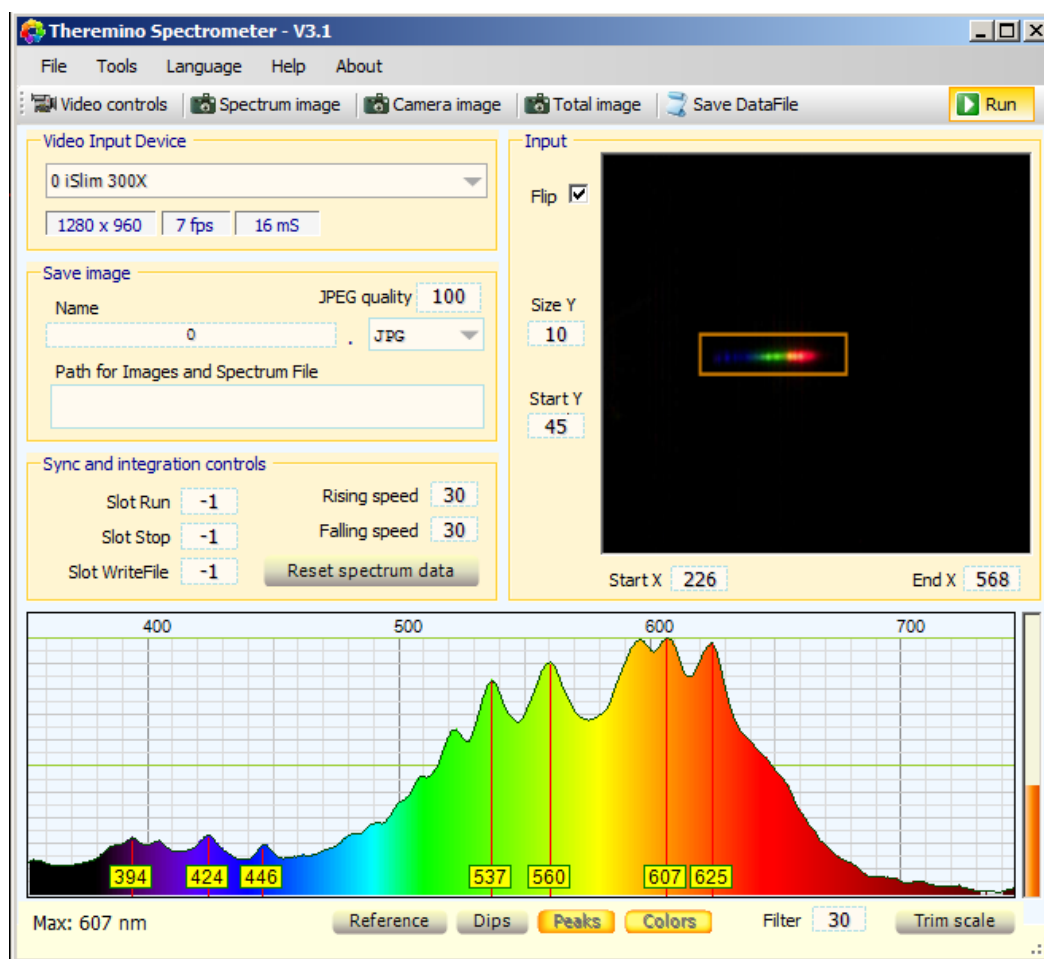 Theremino Spectrometer - V3.1
File Tools Language Help About
Video controls Spectrum image Camera image Total image Save DataFile Run
Video Input Device
0 iSlim 300X
1280 x 960 7 fps 16 mS
Save image
Name JPEG quality 100
0 . JPG
Path for Images and Spectrum File
Sync and integration controls
Slot Run -1 Rising speed 30
Slot Stop -1 Falling speed 30
Slot WriteFile -1 Reset spectrum data
Input
Flip
Size Y
10
Start Y
45
Start X 226 End X 568
400 500 600 700
394 424 446 537 560 607 625
Max: 607 nm Reference Dips Peaks Colors Filter 30 Trim scale